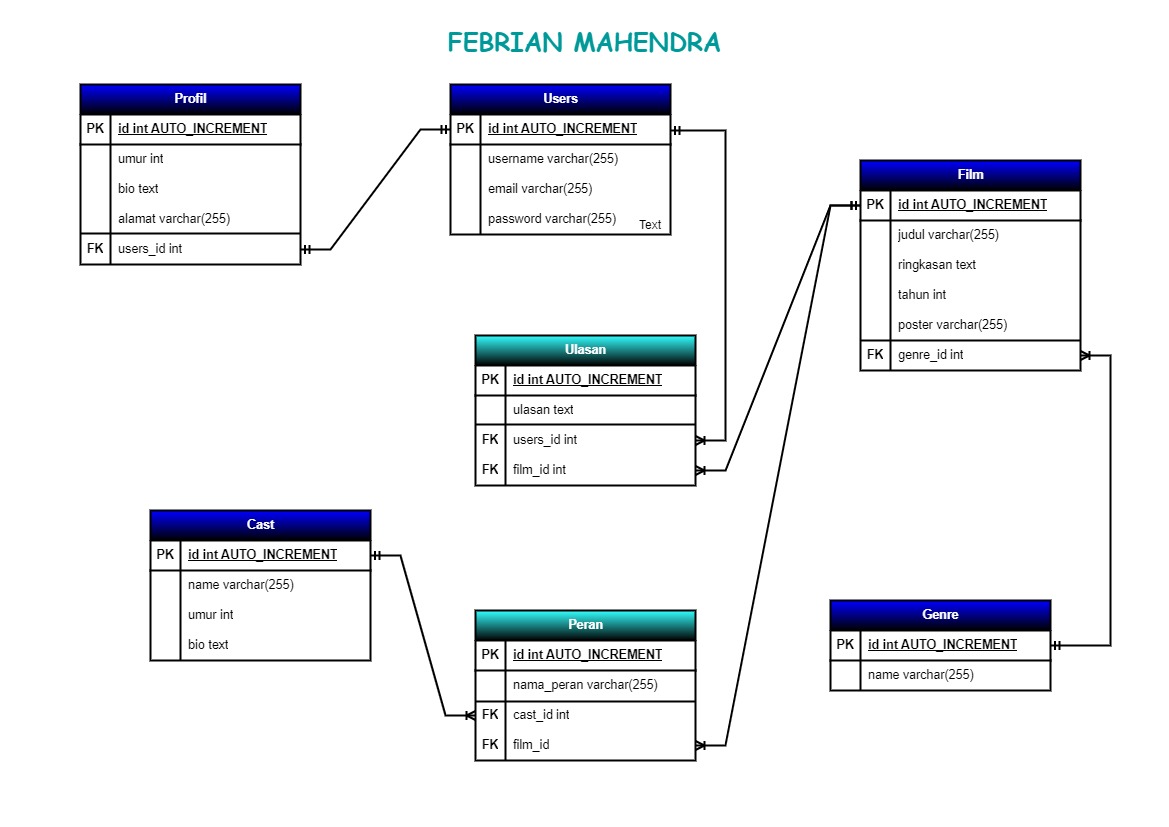 FEBRIAN MAHENDRA
Profil
PK id int AUTO_INCREMENT
umur int
bio text
alamat varchar(255)
FK users_id int
Users
PK id int AUTO_INCREMENT
username varchar(255)
email varchar(255)
password varchar(255)
Text
Film
PK id int AUTO_INCREMENT
judul varchar(255)
ringkasan text
tahun int
poster varchar(255)
FK genre_id int
Ulasan
PK id int AUTO_INCREMENT
ulasan text
FK users_id int
FK film_id int
Cast
PK id int AUTO_INCREMENT
name varchar(255)
umur int
bio text
Peran
PK id int AUTO_INCREMENT
nama_peran varchar(255)
FK cast_id int
FK film_id
Genre
PK id int AUTO_INCREMENT
name varchar(255)